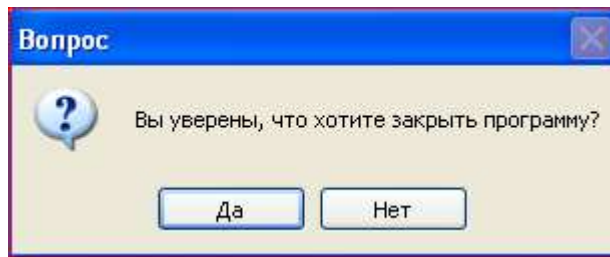 Вопрос
Вы уверены, что хотите закрыть программу?
Да
Нет